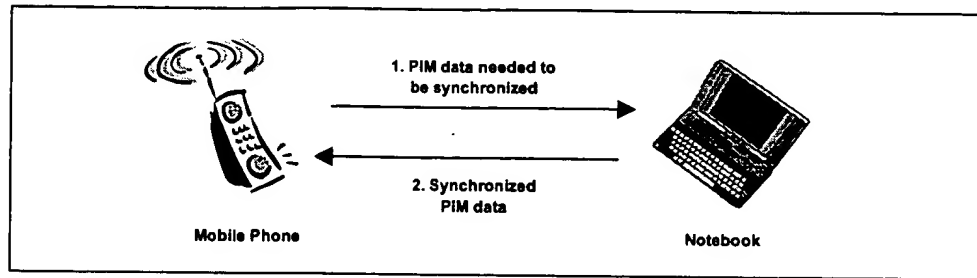 1. PIM data needed to
be synchronized
2. Synchronized
PIM data
Mobile Phone
Notebook